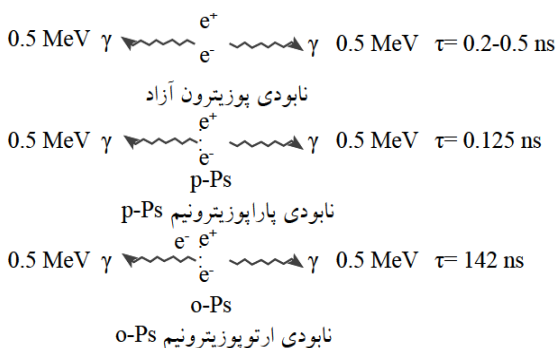 e⁺
0.5 MeV γ e⁻ γ 0.5 MeV τ= 0.2-0.5 ns
نابودی پوزیترون آزاد
e⁺
0.5 MeV γ : e⁻ γ 0.5 MeV τ= 0.125 ns
p-Ps
نابودی پاراپوزیترونیم p-Ps
e⁻ e⁺
0.5 MeV γ : e⁻ γ 0.5 MeV τ= 142 ns
o-Ps
نابودی ارتوپوزیترونیم o-Ps